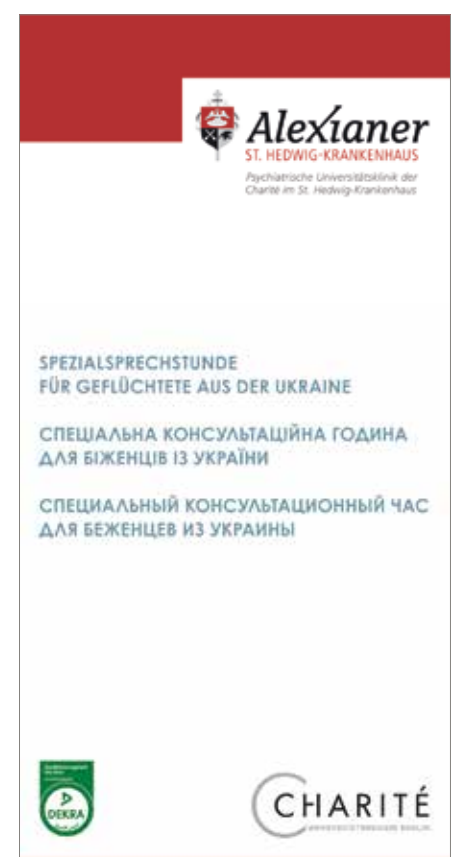 Alexianer
ST. HEDWIG-KRANKENHAUS
Psychiatrische Universitätsklinik der
Charité im St. Hedwig-Krankenhaus
SPEZIALSPRECHSTUNDE
FÜR GEFLÜCHTETE AUS DER UKRAINE
СПЕЦІАЛЬНА КОНСУЛЬТАЦІЙНА ГОДИНА
ДЛЯ БІЖЕНЦІВ ІЗ УКРАЇНИ
СПЕЦИАЛЬНЫЙ КОНСУЛЬТАЦИОННЫЙ ЧАС
ДЛЯ БЕЖЕНЦЕВ ИЗ УКРАИНЫ
DEKRA
CHARITÉ